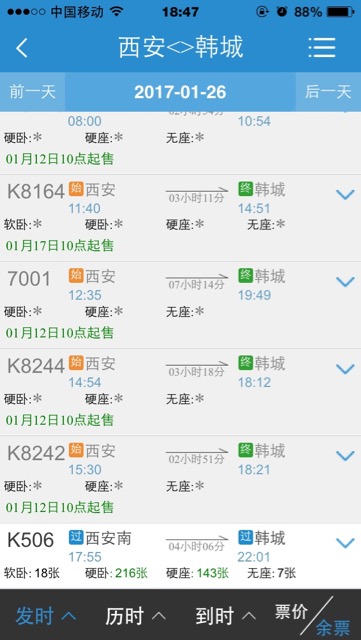 中国移动 18:47 88%
西安<>韩城
前一天 2017-01-26 后一天
02小时54分
08:00 10:54
硬卧:* 硬座:* 无座:*
01月12日10点起售
K8164 始 西安 03小时11分 终 韩城
11:40 14:51
软卧:* 硬卧:* 硬座:* 无座:*
01月17日10点起售
7001 始 西安 07小时14分 终 韩城
12:35 19:49
硬卧:* 硬座:* 无座:*
01月12日10点起售
K8244 始 西安 03小时18分 终 韩城
14:54 18:12
硬卧:* 硬座:* 无座:*
01月12日10点起售
K8242 始 西安 02小时51分 终 韩城
15:30 18:21
硬卧:* 硬座:* 无座:*
01月12日10点起售
K506 过 西安南 04小时06分 过 韩城
17:55 22:01
软卧: 18张 硬卧: 216张 硬座: 143张 无座: 7张
发时 历时 到时 票价/余票